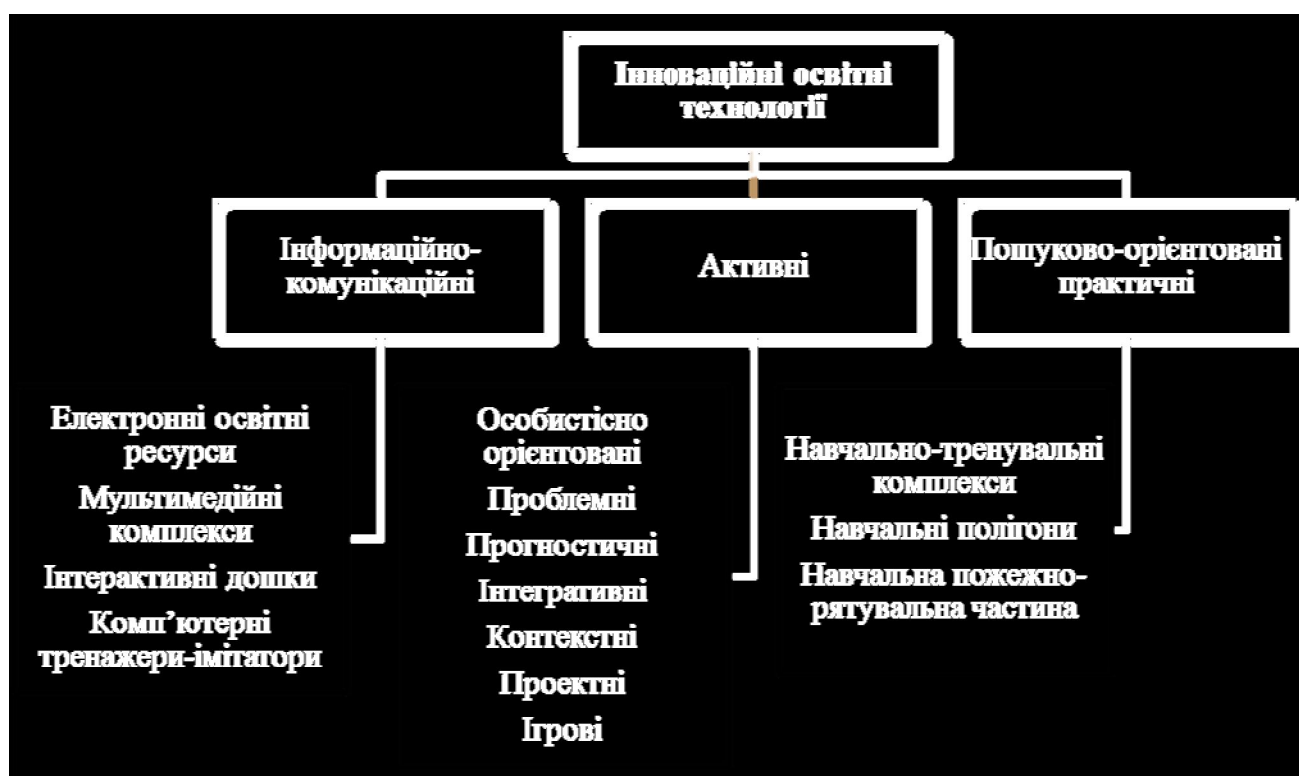 Інноваційні освітні
технології
Інформаційно-
комунікаційні
Активні
Пошуково-орієнтовані
практичні
Електронні освітні
ресурси
Мультимедійні
комплекси
Інтерактивні дошки
Комп’ютерні
тренажери-імітатори
Особистісно
орієнтовані
Проблемні
Прогностичні
Інтегративні
Контекстні
Проектні
Ігрові
Навчально-тренувальні
комплекси
Навчальні полігони
Навчальна пожежно-
рятувальна частина